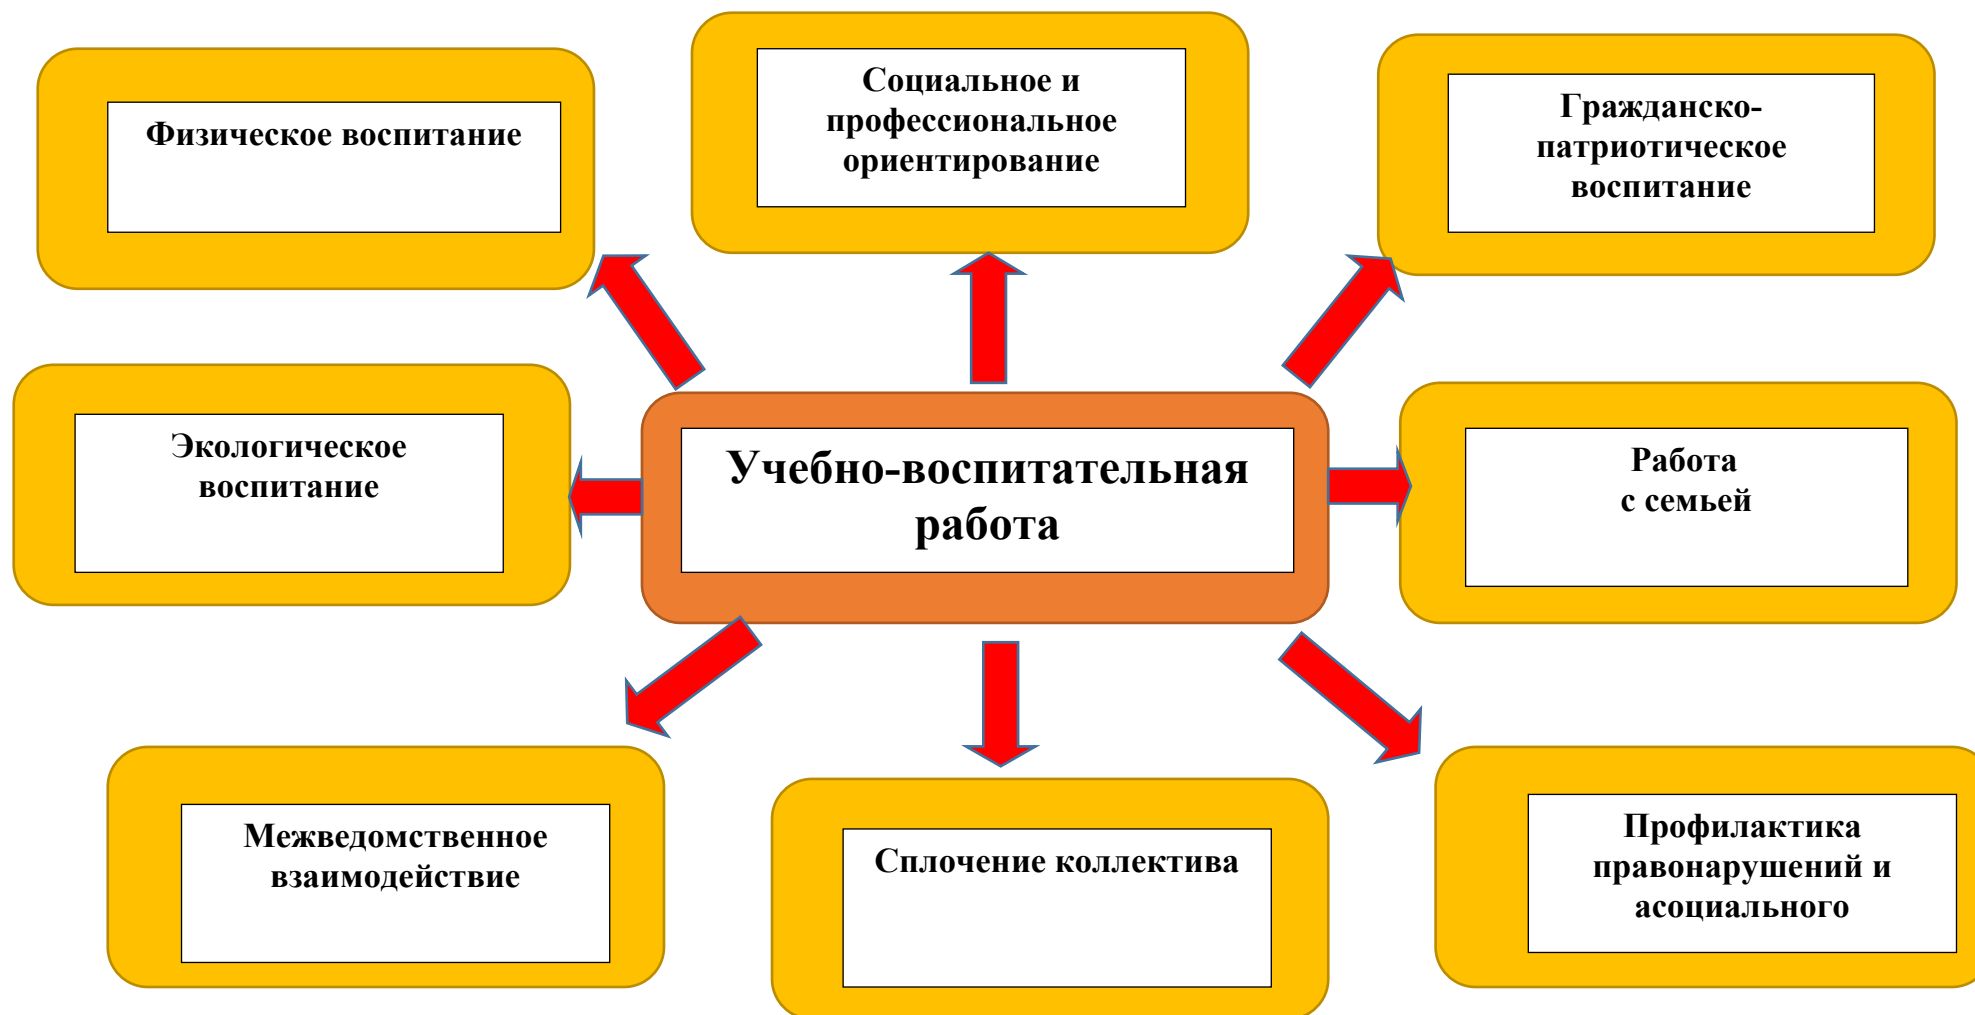 Физическое воспитание
Социальное и
профессиональное
ориентирование
Гражданско-
патриотическое
воспитание
Экологическое
воспитание
Учебно-воспитательная
работа
Работа
с семьей
Межведомственное
взаимодействие
Сплочение коллектива
Профилактика
правонарушений и
асоциального